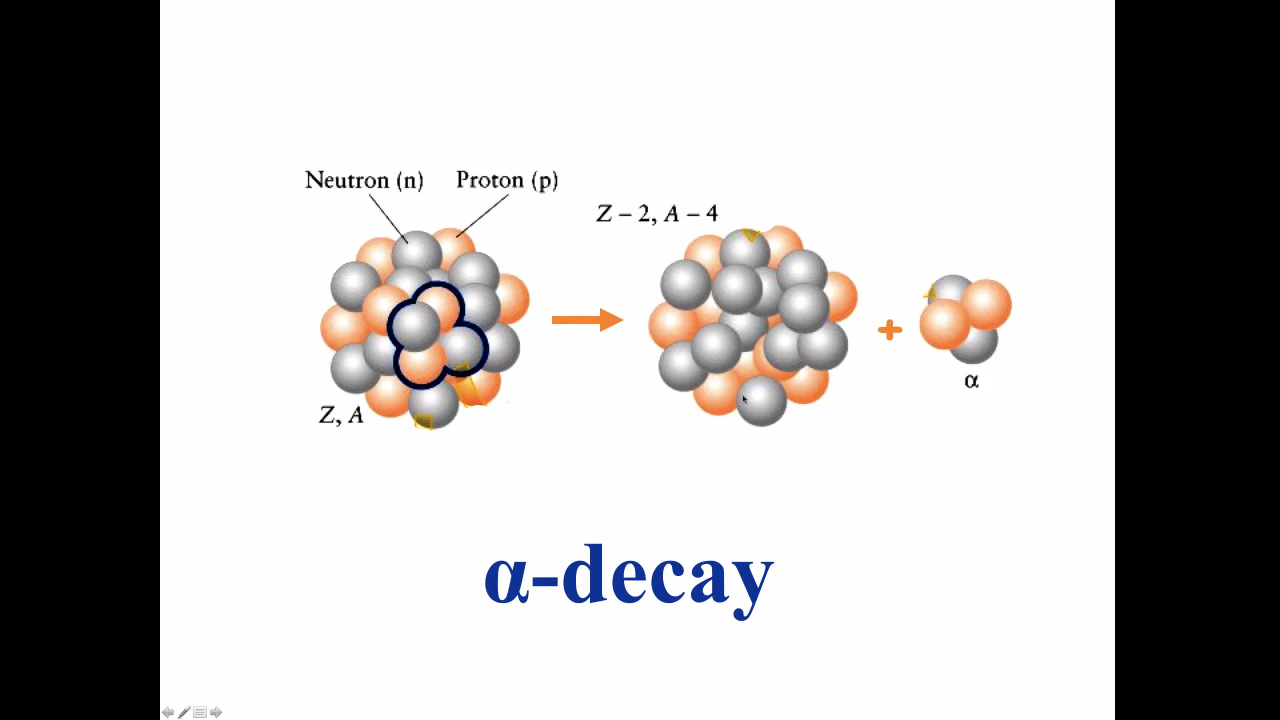 Neutron (n) Proton (p)
Z – 2, A – 4
+
α
Z, A
α-decay